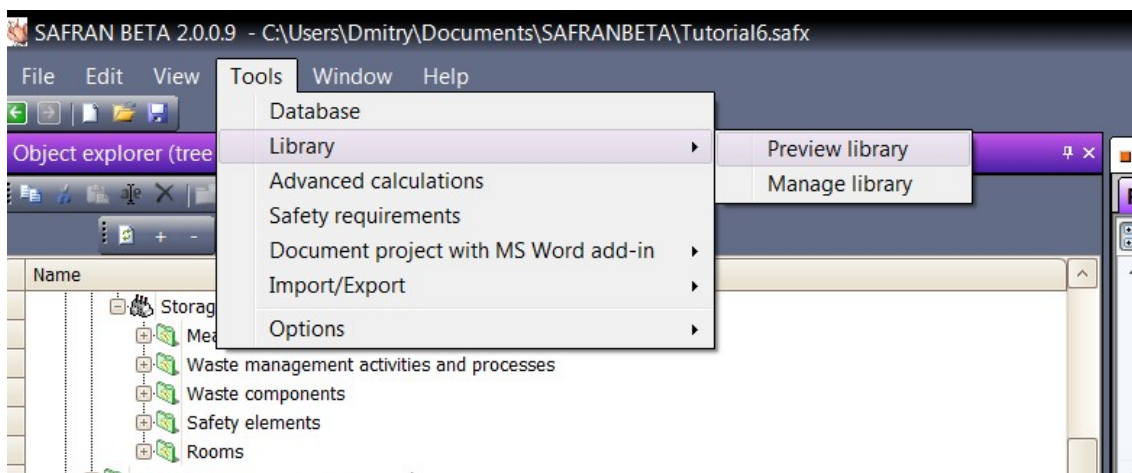 SAFRAN BETA 2.0.0.9 - C:\Users\Dmitry\Documents\SAFRANBETA\Tutorial6.safx
File Edit View Tools Window Help
Database
Object explorer (tree
Library
Preview library
Advanced calculations
Manage library
Safety requirements
Document project with MS Word add-in
Name
Import/Export
Storag
Options
Mea
Waste management activities and processes
Waste components
Safety elements
Rooms